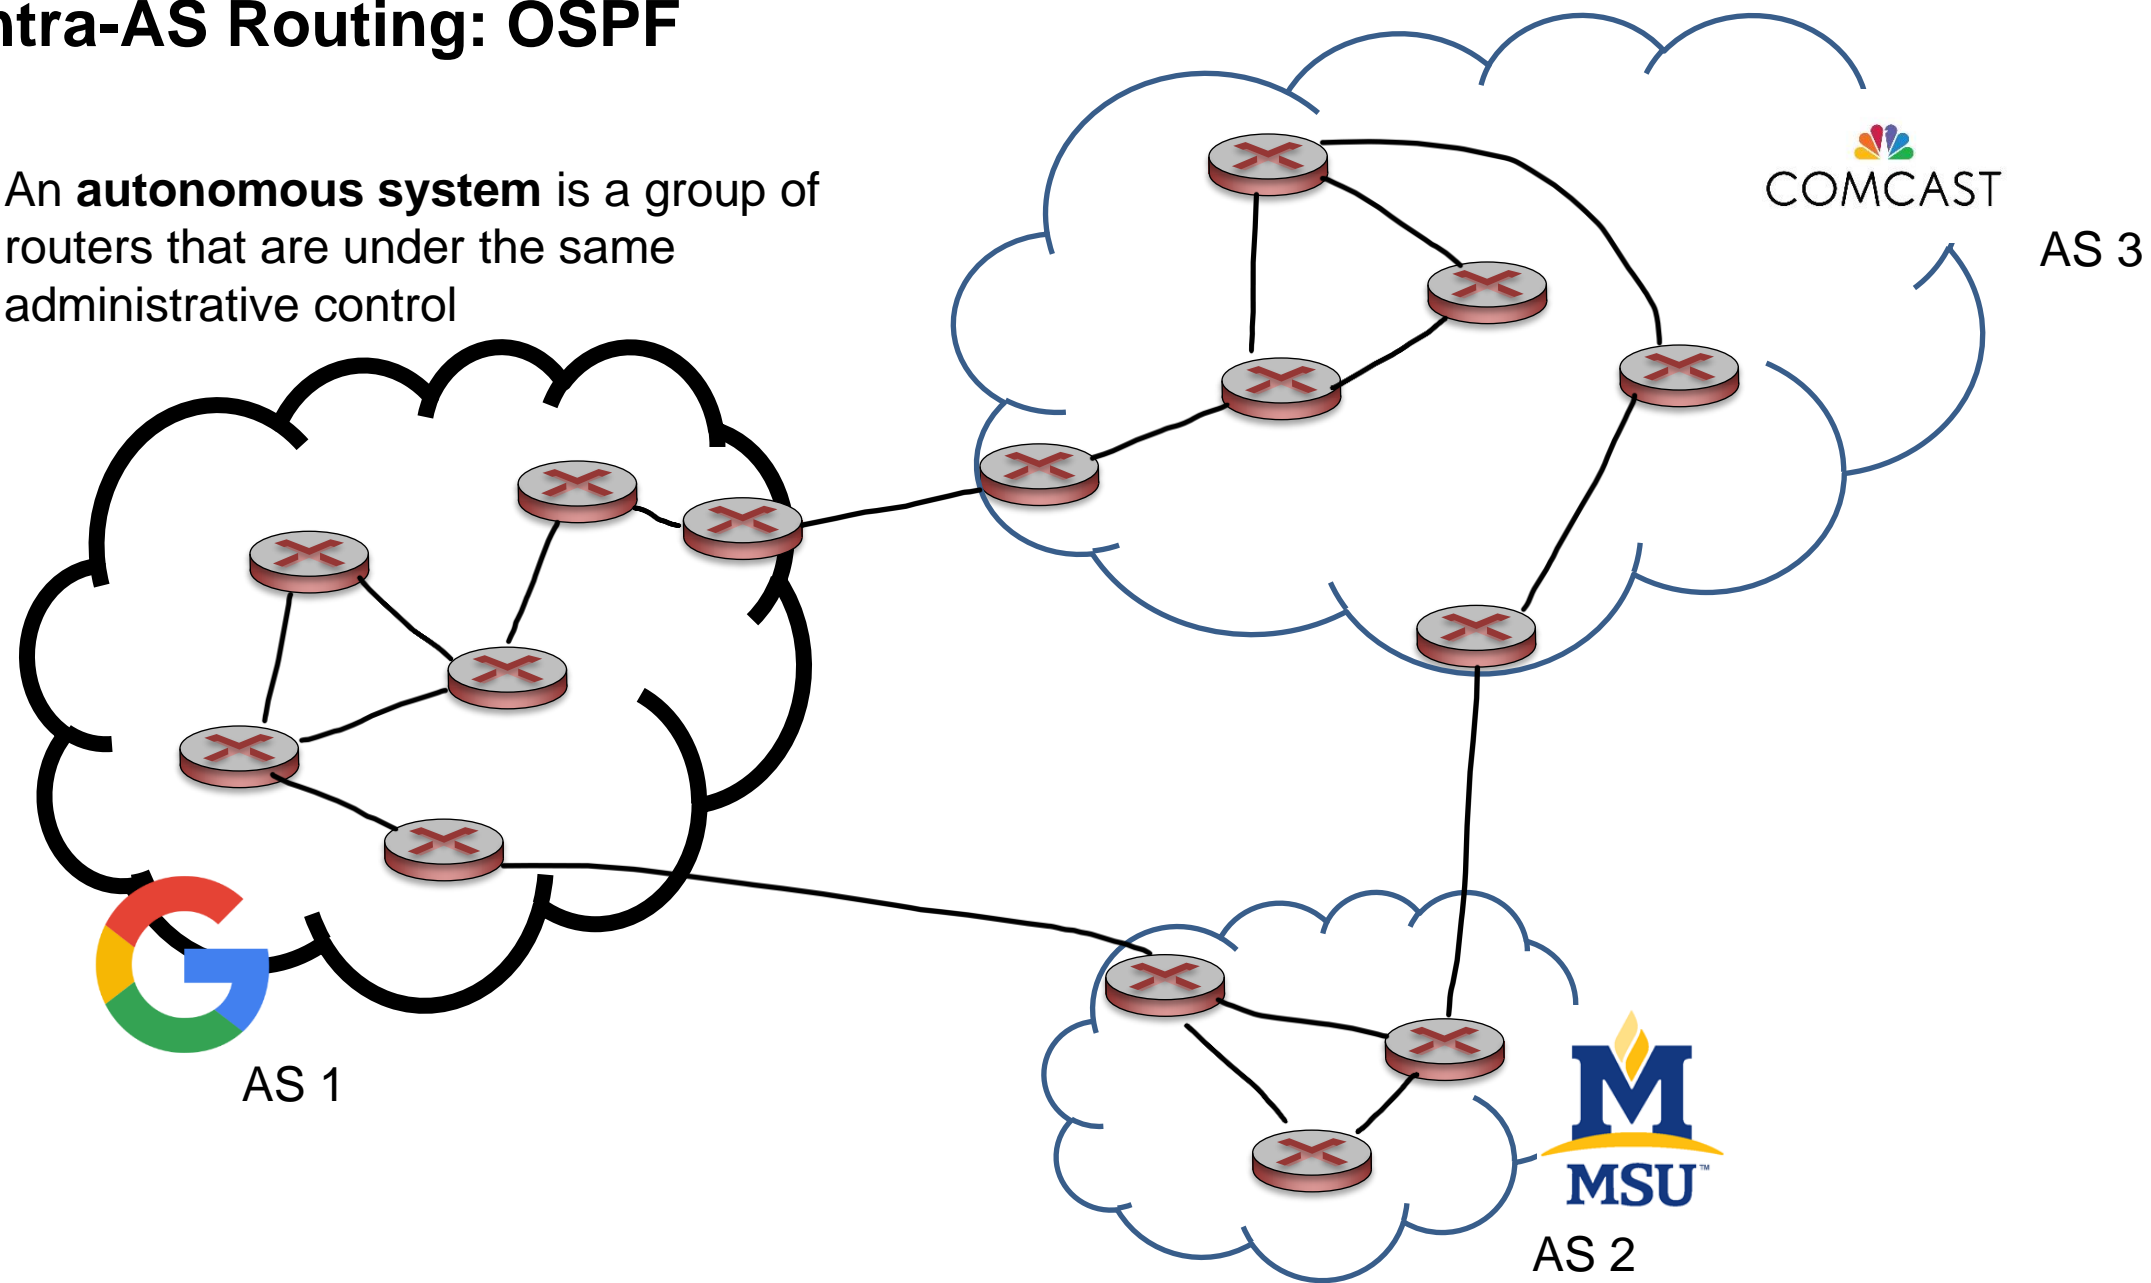 ntra-AS Routing: OSPF
An autonomous system is a group of
routers that are under the same
administrative control
COMCAST
AS 3
AS 1
MSU™
AS 2